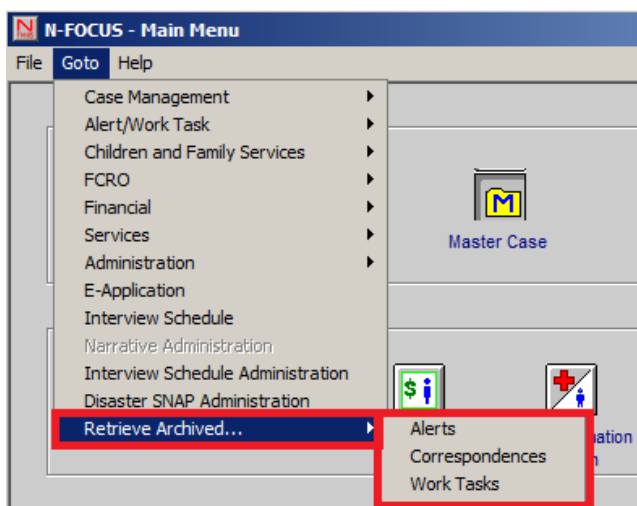 N-FOCUS - Main Menu
File Goto Help
Case Management
Alert/Work Task
Children and Family Services
FCRO
Financial
Services
Administration
E-Application
Interview Schedule
Narrative Administration
Interview Schedule Administration
Disaster SNAP Administration
Retrieve Archived...
Alerts
Correspondences
Work Tasks
M
Master Case
$